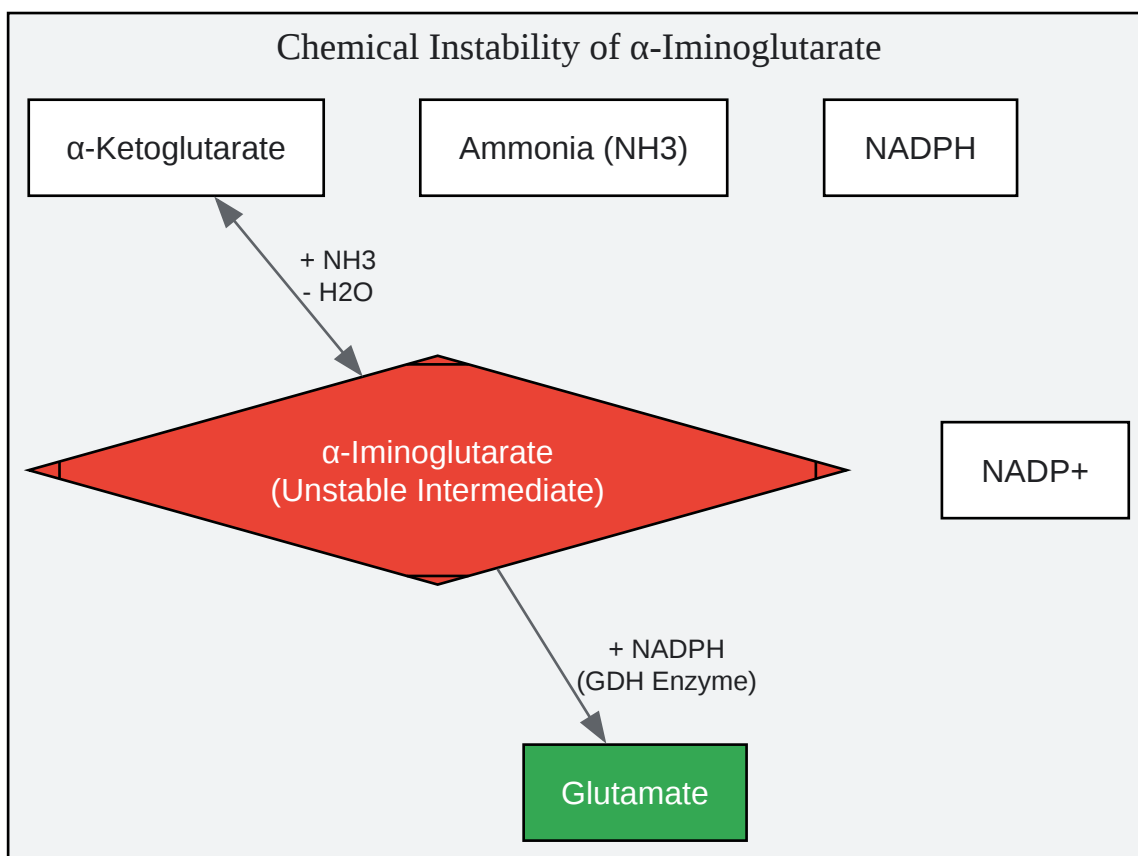 Chemical Instability of α-Iminoglutarate
α-Ketoglutarate
Ammonia (NH3)
NADPH
+ NH3
- H2O
α-Iminoglutarate
(Unstable Intermediate)
NADP+
+ NADPH
(GDH Enzyme)
Glutamate